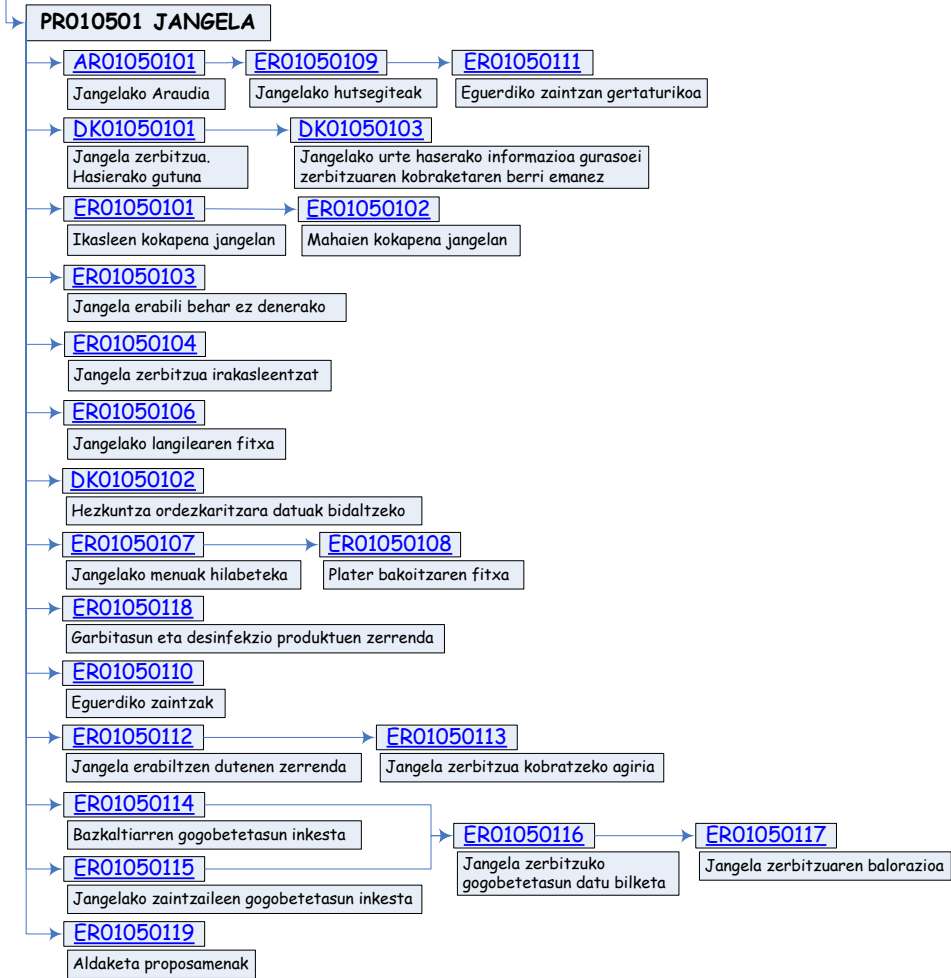 PR010501 JANGELA
AR01050101
ER01050109
ER01050111
Jangelako Araudia
Jangelako hutsegiteak
Eguerdiko zaintzan gertaturikoa
DK01050101
DK01050103
Jangela zerbitzua.
Hasierako gutuna
Jangelako urte haserako informazioa gurasoei
zerbitzuaren kobraketaren berri emanez
ER01050101
ER01050102
Ikasleen kokapena jangelan
Mahaien kokapena jangelan
ER01050103
Jangela erabili behar ez denerako
ER01050104
Jangela zerbitzua irakasleentzat
ER01050106
Jangelako langilearen fitxa
DK01050102
Hezkuntza ordezkaritzara datuak bidaltzeko
ER01050107
ER01050108
Jangelako menuak hilabeteka
Plater bakoitzaren fitxa
ER01050118
Garbitasun eta desinfekzio produktuen zerrenda
ER01050110
Eguerdiko zaintzak
ER01050112
ER01050113
Jangela erabiltzen dutenen zerrenda
Jangela zerbitzua kobratzeko agiria
ER01050114
Bazkaltiarren gogobetetasun inkesta
ER01050115
Jangelako zaintzaileen gogobetetasun inkesta
ER01050116
Jangela zerbitzuko
gogobetetasun datu bilketa
ER01050117
Jangela zerbitzuaren balorazioa
ER01050119
Aldaketa proposamenak